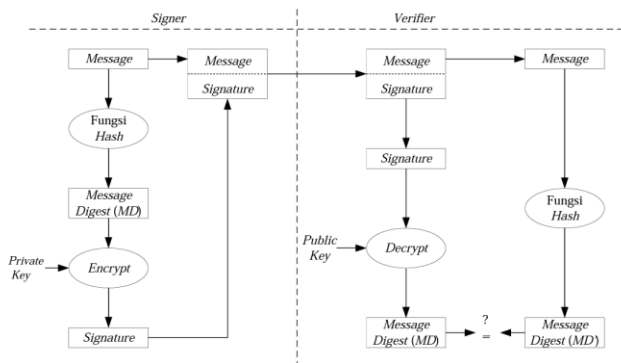 Signer
Verifier
Message
Message
Signature
Message
Signature
Message
Fungsi
Hash
Signature
Message
Digest (MD)
Fungsi
Hash
Private
Key
Encrypt
Public
Key
Decrypt
Signature
Message
Digest (MD)
?
=
Message
Digest (MD')